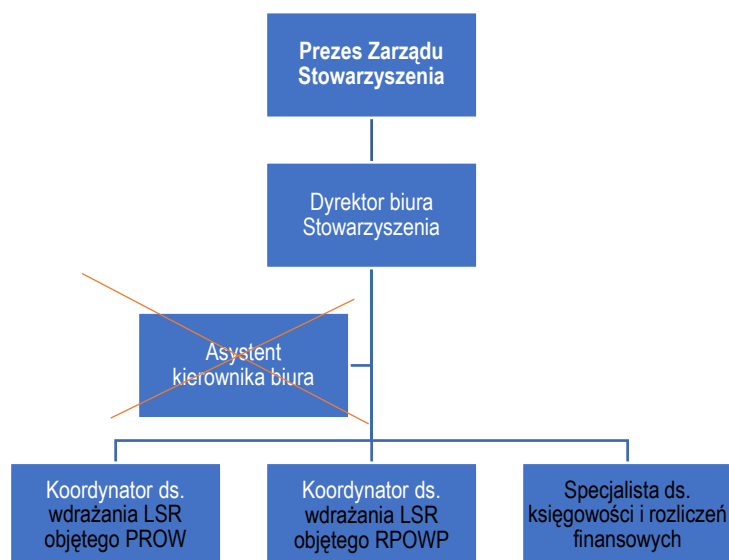 Prezes Zarządu
Stowarzyszenia
Dyrektor biura
Stowarzyszenia
Asystent
kierownika biura
Koordynator ds.
wdrażania LSR
objętego PROW
Koordynator ds.
wdrażania LSR
objętego RPOWP
Specjalista ds.
księgowości i rozliczeń
finansowych